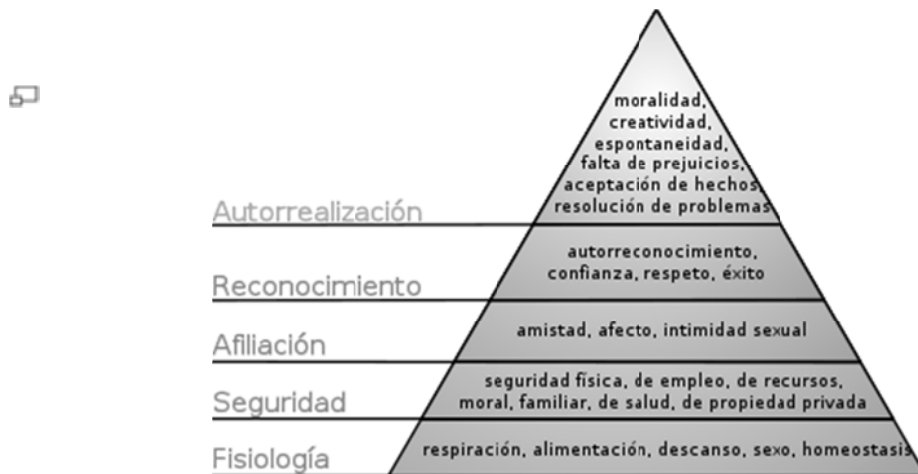 moralidad,
creatividad,
espontaneidad,
falta de prejuicios,
aceptación de hechos,
resolución de problemas
Autorrealización
autorreconocimiento,
confianza, respeto, éxito
Reconocimiento
amistad, afecto, intimidad sexual
Afiliación
seguridad física, de empleo, de recursos,
moral, familiar, de salud, de propiedad privada
Seguridad
respiración, alimentación, descanso, sexo, homeostasis
Fisiología